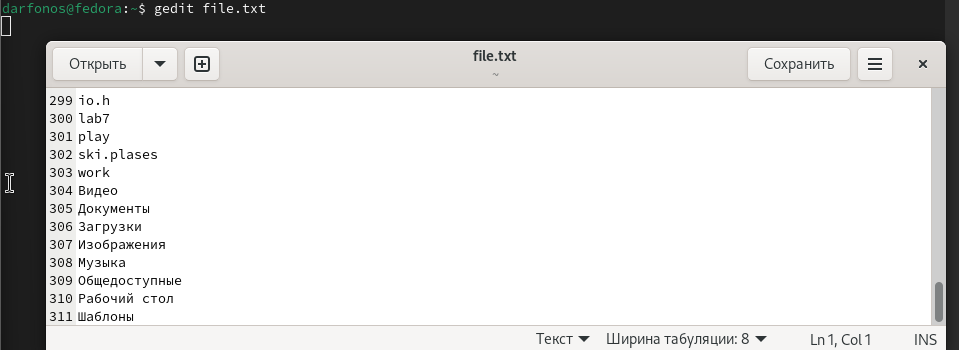 darfonos@fedora:~$ gedit file.txt
Открыть
file.txt
~
Сохранить
299 io.h
300 lab7
301 play
302 ski.plases
303 work
304 Видео
305 Документы
306 Загрузки
307 Изображения
308 Музыка
309 Общедоступные
310 Рабочий стол
311 Шаблоны
Текст Ширина табуляции: 8 Ln 1, Col 1 INS